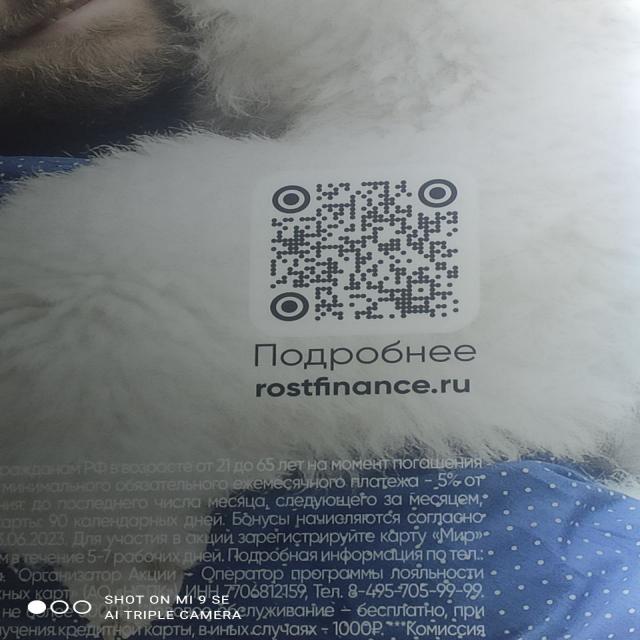 Подробнее
rostfinance.ru
гражданам РФ в возрасте от 21 до 65 лет на момент погашения
минимального обязательного ежемесячного платежа - 5% от
до последнего числа месяца, следующего за месяцем,
карты: 90 календарных дней. Бонусы начисляются согласно
.06.2023 Для участия в акции зарегистрируйте карту «Мир»
в течение 5-7 рабочих дней. Подробная информация по тел.:
Организатор Акции - Оператор программы лояльности
карт 7706812159, Тел. 8-495-705-99-99.
не обслуживание - бесплатно, при
лучения кредитной карты, в иных случаях - 1000₽ ***Комиссия
SHOT ON MI 9 SE
AI TRIPLE CAMERA